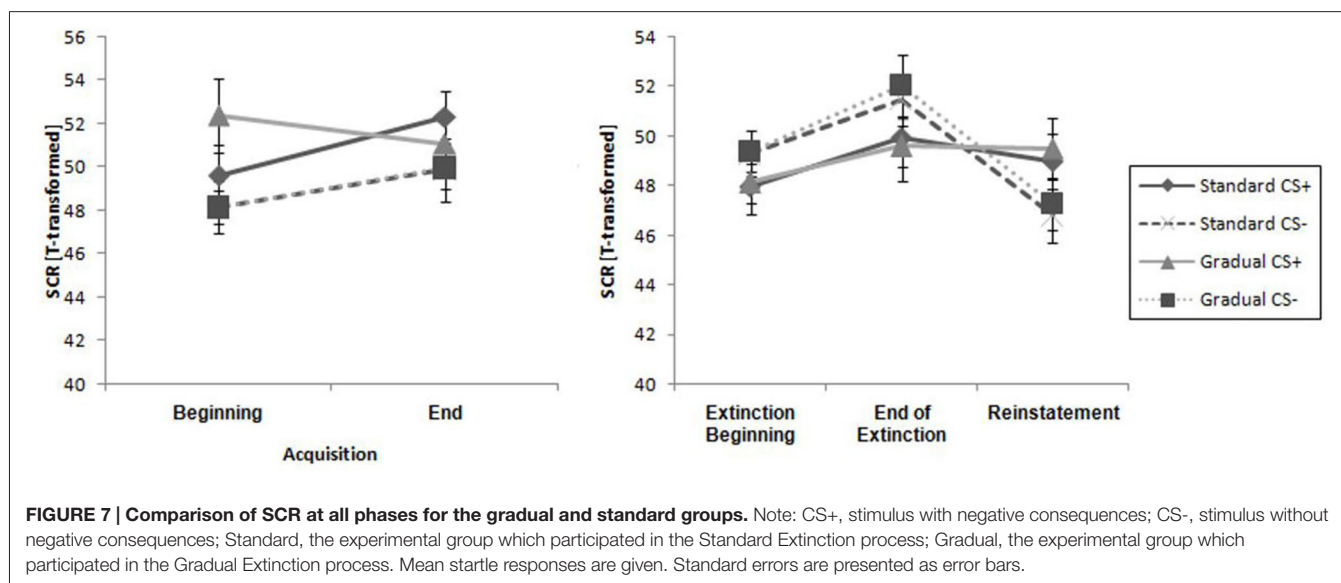 56
54
52
50
48
46
44
42
40
SCR [T-transformed]
Beginning
End
Acquisition
54
52
50
48
46
44
42
40
SCR [T-transformed]
Extinction
Beginning
End of
Extinction
Reinstatement
Standard CS+
Standard CS-
Gradual CS+
Gradual CS-
FIGURE 7 | Comparison of SCR at all phases for the gradual and standard groups. Note: CS+, stimulus with negative consequences; CS-, stimulus without
negative consequences; Standard, the experimental group which participated in the Standard Extinction process; Gradual, the experimental group which
participated in the Gradual Extinction process. Mean startle responses are given. Standard errors are presented as error bars.